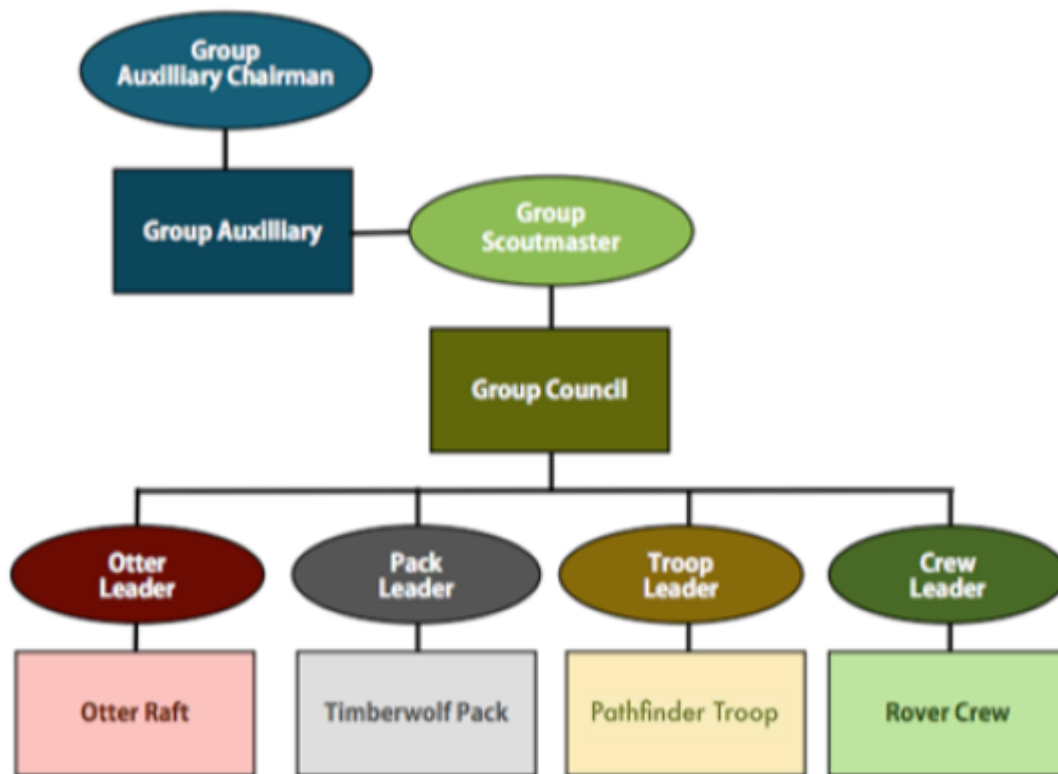 Group
Auxilliary Chairman
Group Auxilliary
Group
Scoutmaster
Group Council
Otter
Leader
Pack
Leader
Troop
Leader
Crew
Leader
Otter Raft
Timberwolf Pack
Pathfinder Troop
Rover Crew